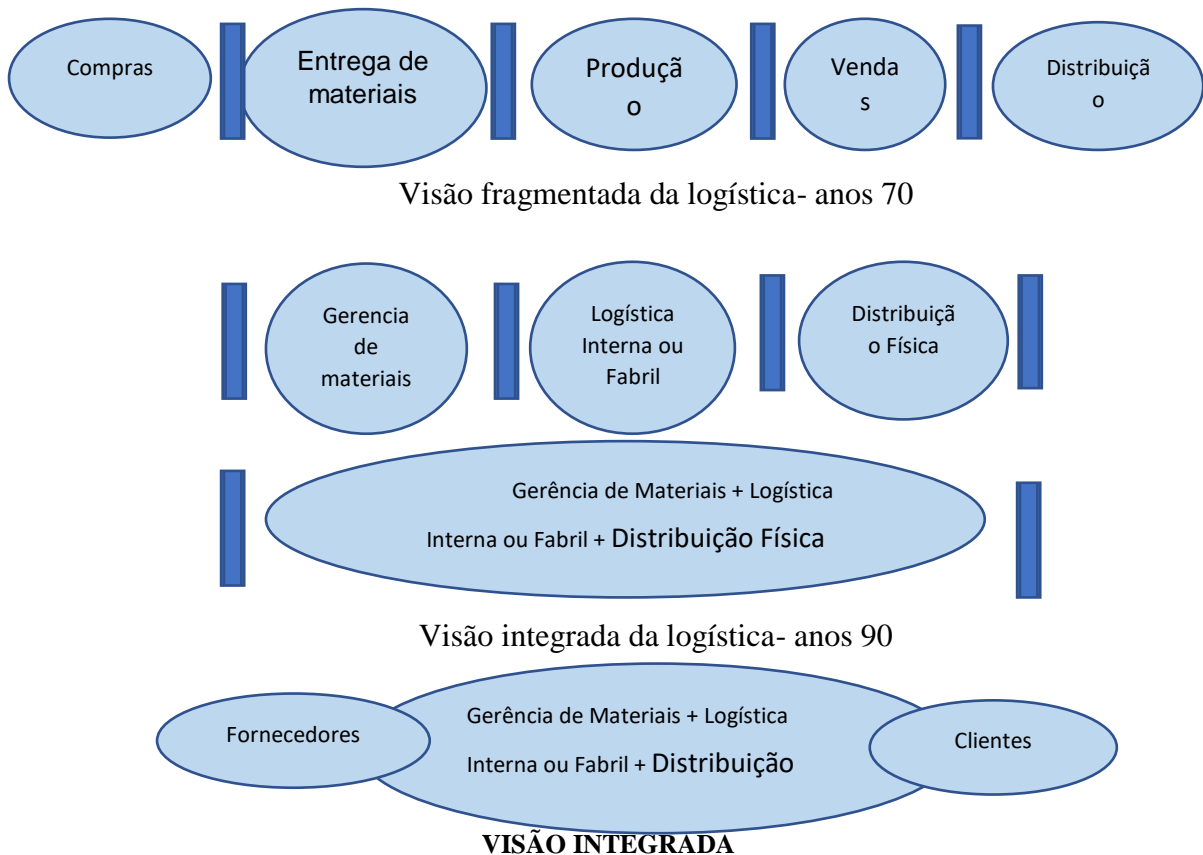 Compras
Entrega de
materiais
Produçã
o
Venda
s
Distribuiçã
o
Visão fragmentada da logística- anos 70
Gerencia
de
materiais
Logística
Interna ou
Fabril
Distribuiçã
o Física
Gerência de Materiais + Logística
Interna ou Fabril + Distribuição Física
Visão integrada da logística- anos 90
Fornecedores
Gerência de Materiais + Logística
Interna ou Fabril + Distribuição
Clientes
VISÃO INTEGRADA